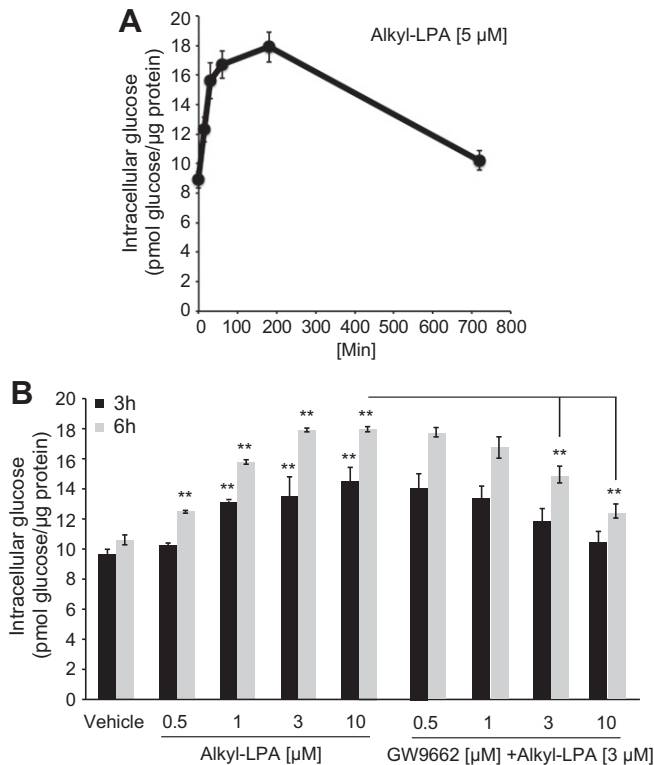 A
Alkyl-LPA [5 µM]
Intracellular glucose
(pmol glucose/µg protein)
20
18
16
14
12
10
8
6
4
2
0
0 100 200 300 400 500 600 700 800
[Min]
B
3h
6h
Intracellular glucose
(pmol glucose/µg protein)
20
18
16
14
12
10
8
6
4
2
0
** ** ** ** ** ** ** ** **
Vehicle 0.5 1 3 10 0.5 1 3 10
Alkyl-LPA [µM] GW9662 [µM] +Alkyl-LPA [3 µM]